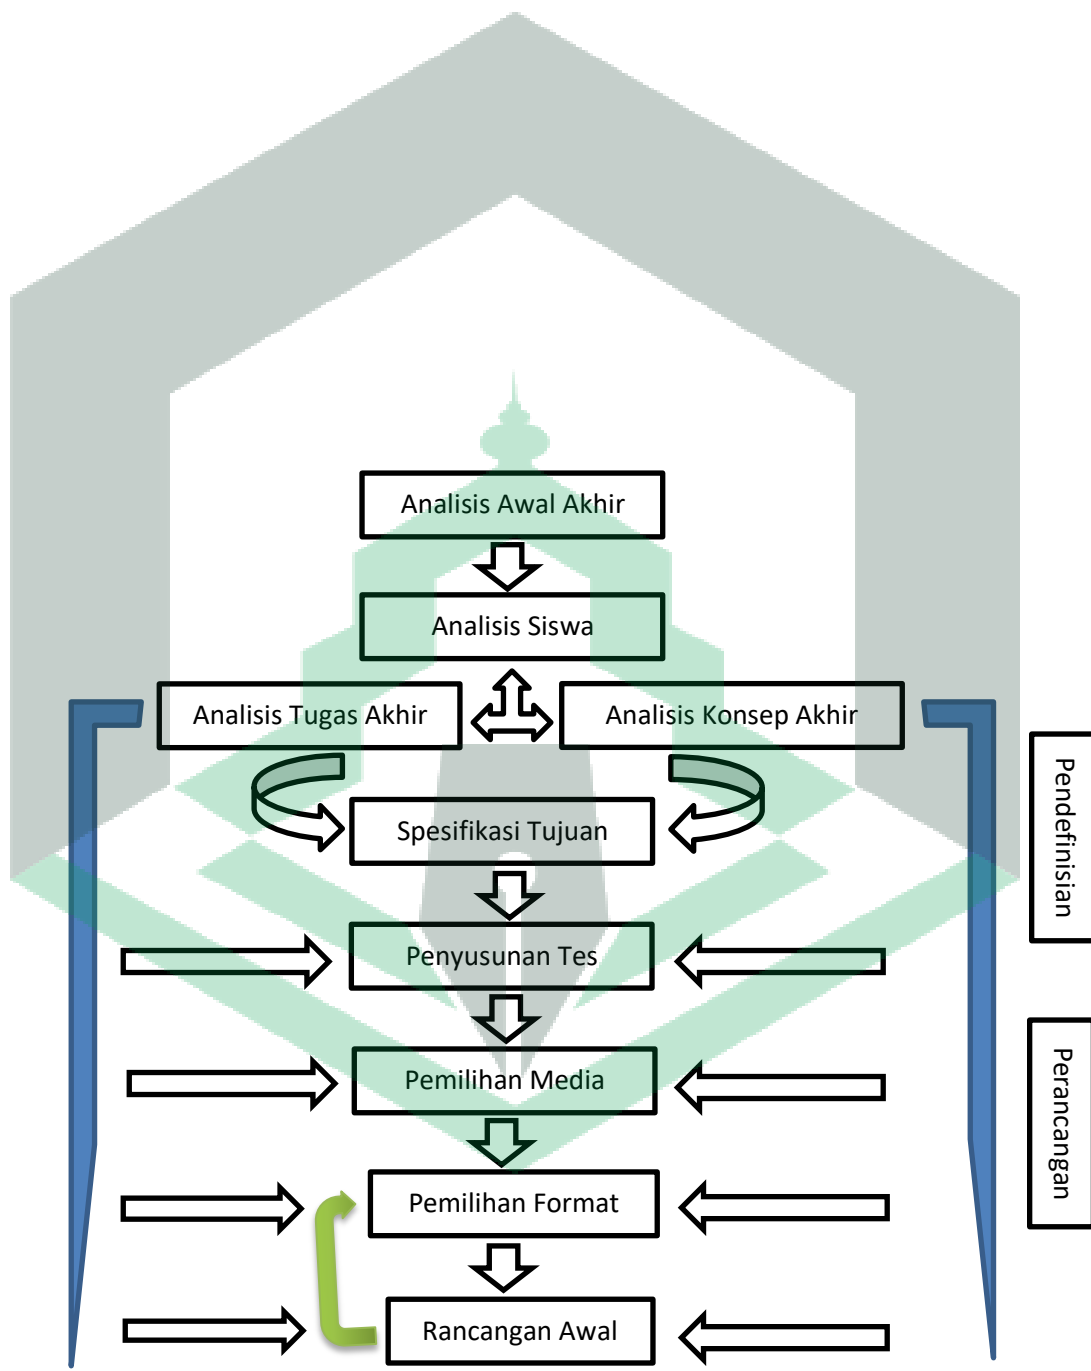 Analisis Awal Akhir
Analisis Siswa
Analisis Tugas Akhir
Analisis Konsep Akhir
Pendefinisian
Spesifikasi Tujuan
Penyusunan Tes
Perancangan
Pemilihan Media
Pemilihan Format
Rancangan Awal